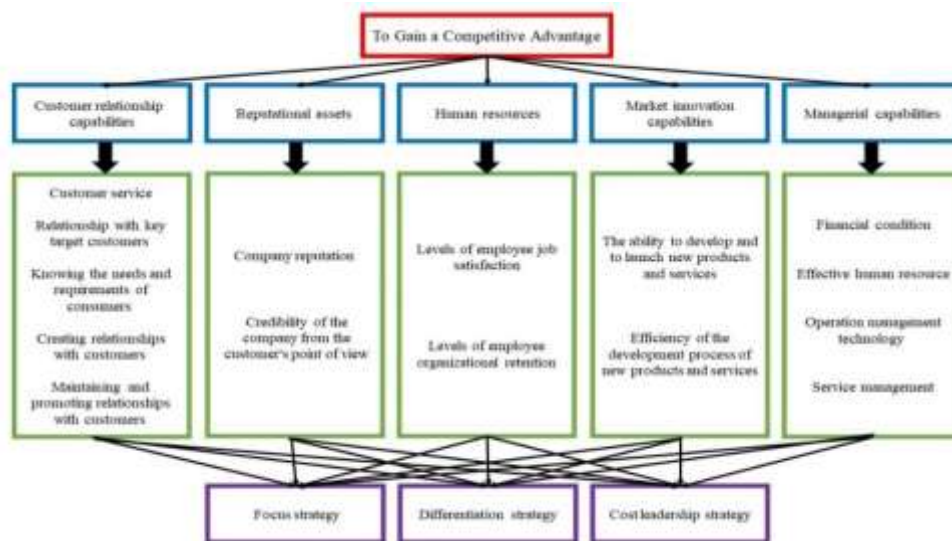 To Gain a Competitive Advantage
Customer relationship
capabilities
Reputational assets
Human resources
Market innovation
capabilities
Managerial capabilities
Customer service
Relationship with key
target customers
Knowing the needs and
requirements of
consumers
Creating relationships
with customers
Maintaining and
promoting relationships
with customers
Company reputation
Credibility of the
company from the
customer's point of view
Levels of employee job
satisfaction
Levels of employee
organizational retention
The ability to develop and
to launch new products
and services
Efficiency of the
development process of
new products and services
Financial condition
Effective human resource
Operation management
technology
Service management
Focus strategy
Differentiation strategy
Cost leadership strategy